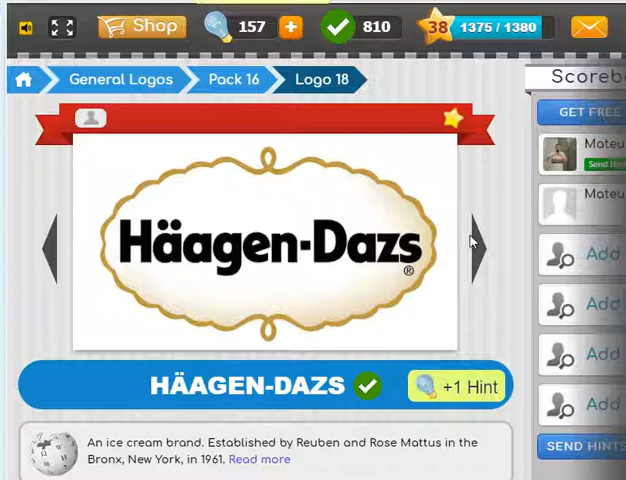 Shop
157
810
38
1375 / 1380
General Logos
Pack 16
Logo 18
Häagen-Dazs
®
HÄAGEN-DAZS
+1 Hint
An ice cream brand. Established by Reuben and Rose Mattus in the
Bronx, New York, in 1961. Read more
Scoreb
GET FREE
Mateu
Send Hint
Mateu
Add
Add
Add
Add
SEND HINTS